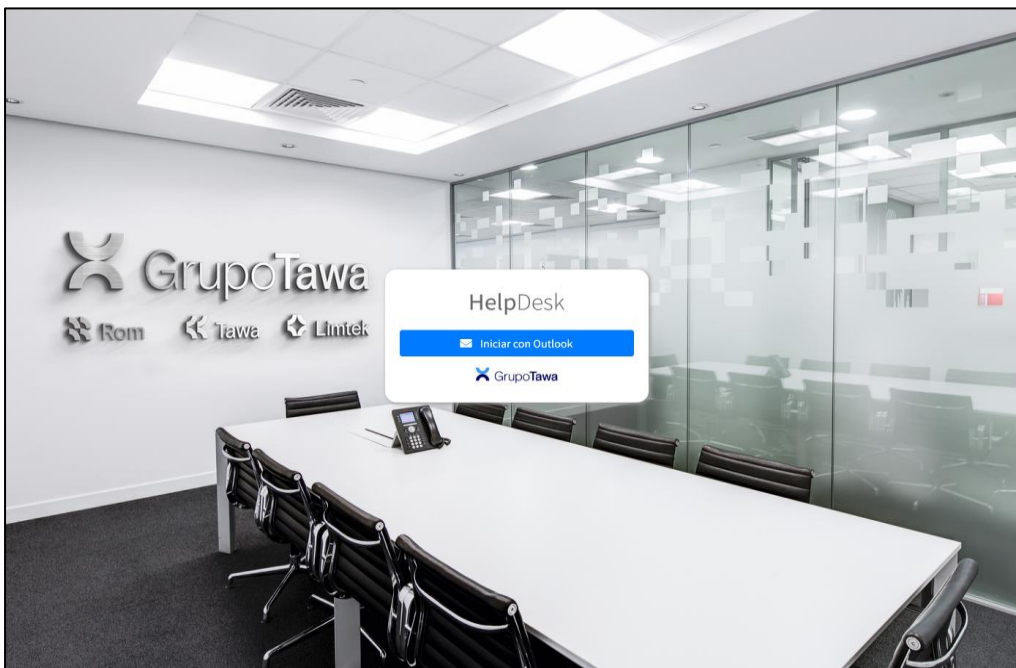 GrupoTawa
Rom Tawa Limtek
HelpDesk
Iniciar con Outlook
GrupoTawa